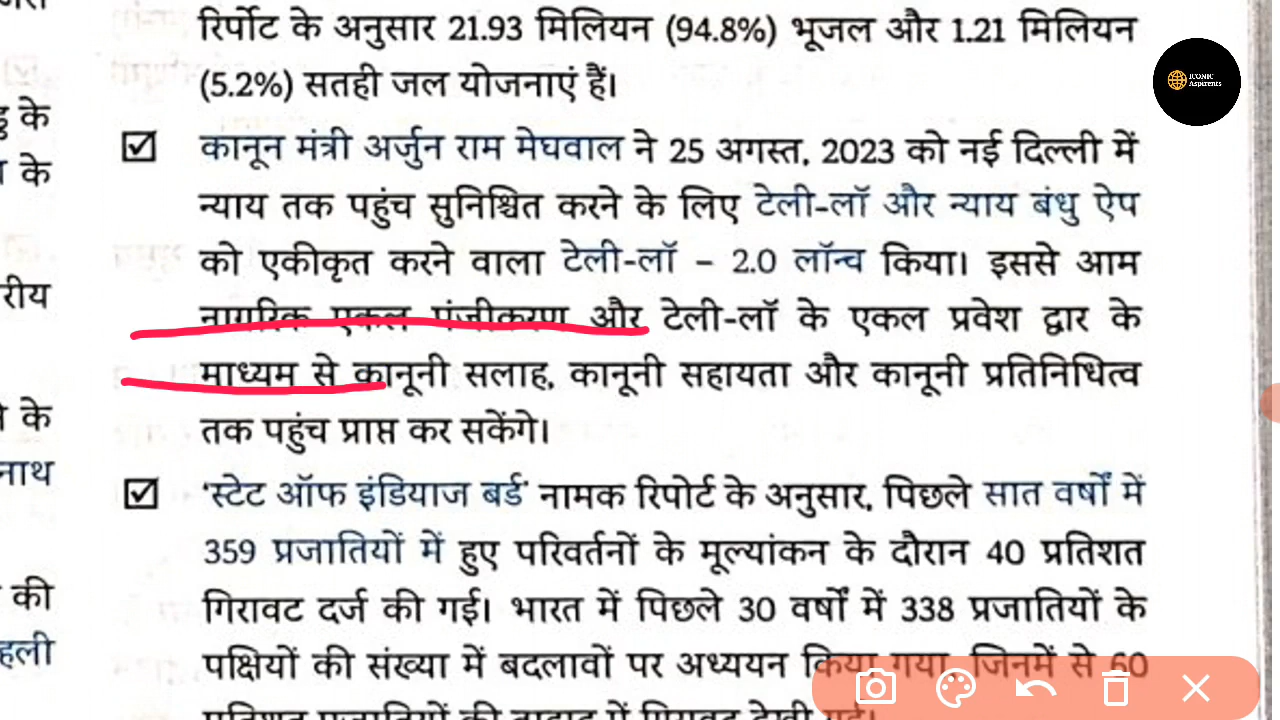 रिर्पोट के अनुसार 21.93 मिलियन (94.8%) भूजल और 1.21 मिलियन
(5.2%) सतही जल योजनाएं हैं।
कानून मंत्री अर्जुन राम मेघवाल ने 25 अगस्त, 2023 को नई दिल्ली में
न्याय तक पहुंच सुनिश्चित करने के लिए टेली-लॉ और न्याय बंधु ऐप
को एकीकृत करने वाला टेली-लॉ – 2.0 लॉन्च किया। इससे आम
नागरिक एकल पंजीकरण और टेली-लॉ के एकल प्रवेश द्वार के
माध्यम से कानूनी सलाह, कानूनी सहायता और कानूनी प्रतिनिधित्व
तक पहुंच प्राप्त कर सकेंगे।
'स्टेट ऑफ इंडियाज बर्ड' नामक रिपोर्ट के अनुसार, पिछले सात वर्षों में
359 प्रजातियों में हुए परिवर्तनों के मूल्यांकन के दौरान 40 प्रतिशत
गिरावट दर्ज की गई। भारत में पिछले 30 वर्षों में 338 प्रजातियों के
पक्षियों की संख्या में बदलावों पर अध्ययन किया गया, जिनमें से 60
के
के
रीय
के
नाथ
की
हली
ICONIC
Aspirents